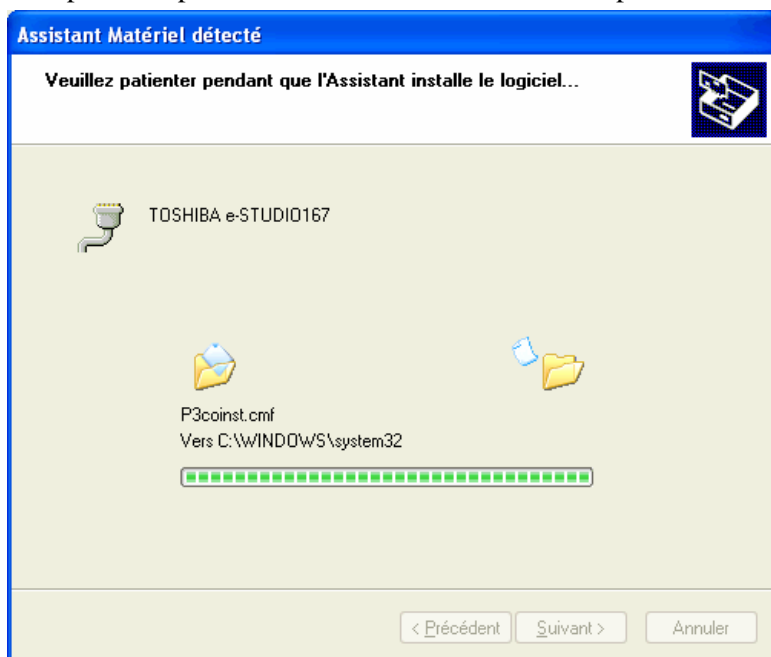 Assistant Matériel détecté
Veuillez patienter pendant que l'Assistant installe le logiciel...
TOSHIBA e-STUDIO167
P3coinst.cmf
Vers C:\WINDOWS\system32
< Précédent Suivant > Annuler